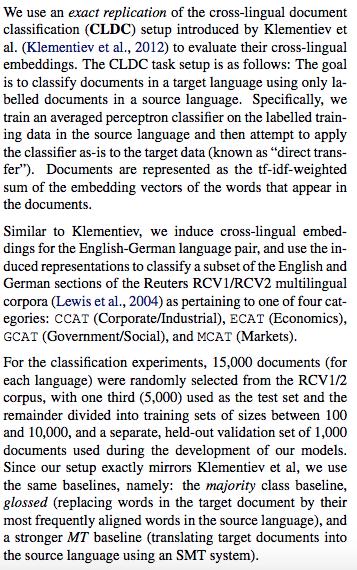 We use an exact replication of the cross-lingual document
classification (CLDC) setup introduced by Klementiev et
al. (Klementiev et al., 2012) to evaluate their cross-lingual
embeddings. The CLDC task setup is as follows: The goal
is to classify documents in a target language using only la-
belled documents in a source language. Specifically, we
train an averaged perceptron classifier on the labelled train-
ing data in the source language and then attempt to apply
the classifier as-is to the target data (known as “direct trans-
fer”). Documents are represented as the tf-idf-weighted
sum of the embedding vectors of the words that appear in
the documents.
Similar to Klementiev, we induce cross-lingual embed-
dings for the English-German language pair, and use the in-
duced representations to classify a subset of the English and
German sections of the Reuters RCV1/RCV2 multilingual
corpora (Lewis et al., 2004) as pertaining to one of four cat-
egories: CCAT (Corporate/Industrial), ECAT (Economics),
GCAT (Government/Social), and MCAT (Markets).
For the classification experiments, 15,000 documents (for
each language) were randomly selected from the RCV1/2
corpus, with one third (5,000) used as the test set and the
remainder divided into training sets of sizes between 100
and 10,000, and a separate, held-out validation set of 1,000
documents used during the development of our models.
Since our setup exactly mirrors Klementiev et al, we use
the same baselines, namely: the majority class baseline,
glossed (replacing words in the target document by their
most frequently aligned words in the source language), and
a stronger MT baseline (translating target documents into
the source language using an SMT system).